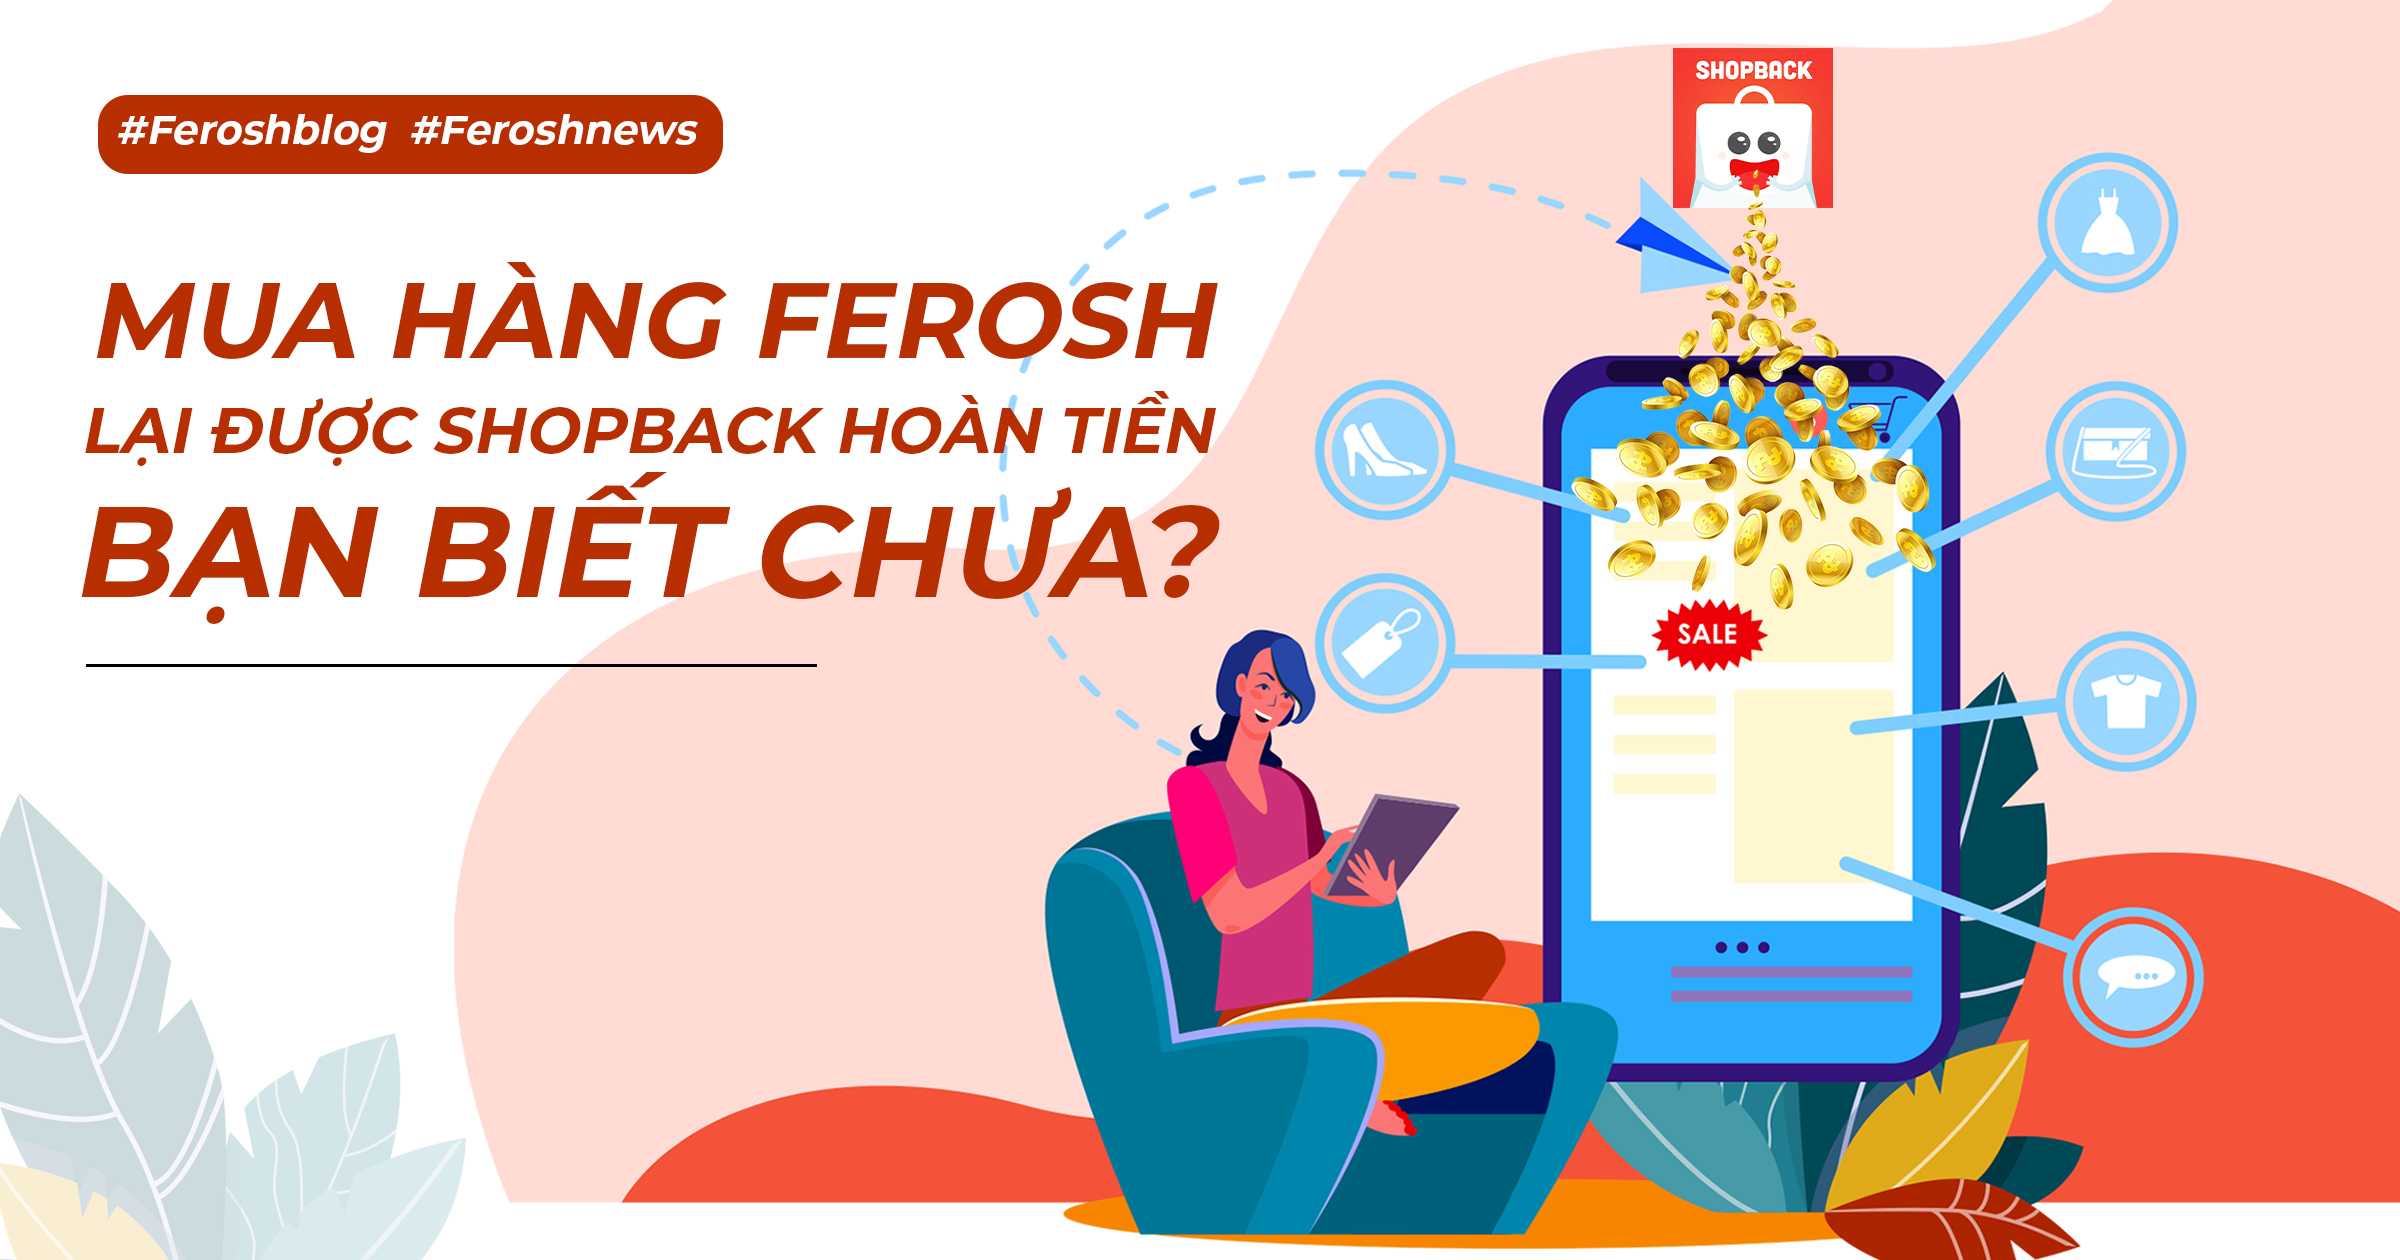 #Feroshblog #Feroshnews
MUA HÀNG FEROSH
LẠI ĐƯỢC SHOPBACK HOÀN TIỀN
BẠN BIẾT CHƯA?
SHOPBACK
SALE